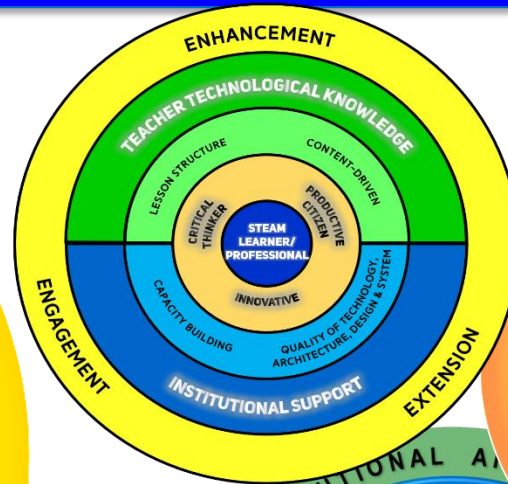 ENHANCEMENT
TEACHER TECHNOLOGICAL KNOWLEDGE
LESSON STRUCTURE
CONTENT-DRIVEN
CRITICAL
THINKER
PRODUCTIVE
CITIZEN
STEAM
LEARNER/
PROFESSIONAL
INNOVATIVE
CAPACITY BUILDING
QUALITY OF TECHNOLOGY,
ARCHITECTURE, DESIGN & SYSTEM
INSTITUTIONAL SUPPORT
ENGAGEMENT
EXTENSION